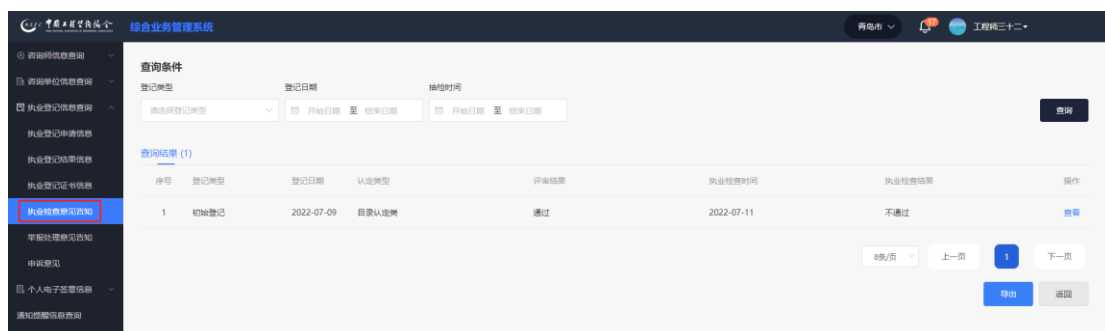 中国工程咨询协会 综合业务管理系统 青岛市 12 工程师三十二
咨询师信息查询
咨询单位信息查询
执业登记信息查询
执业登记申请信息
执业登记结果信息
执业登记证书信息
执业检查意见告知
举报处理意见告知
申诉意见
个人电子签章信息
通知提醒信息查询
查询条件
登记类型 登记日期 抽检时间
请选择登记类型 开始日期 至 结束日期 开始日期 至 结束日期 查询
查询结果 (1)
序号 登记类型 登记日期 认定类型 评审结果 执业检查时间 执业检查结果 操作
1 初始登记 2022-07-09 目录认定类 通过 2022-07-11 不通过 查看
8条/页 上一页 1 下一页
导出 返回